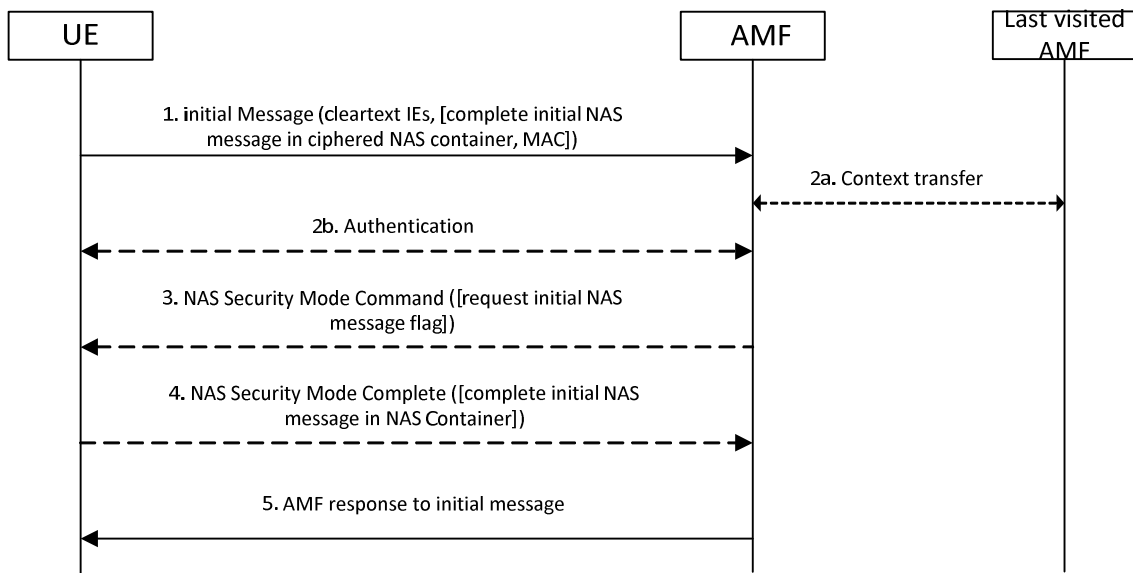 UE
AMF
Last visited
AMF
1. initial Message (cleartext IEs, [complete initial NAS
message in ciphered NAS container, MAC])
2a. Context transfer
2b. Authentication
3. NAS Security Mode Command ([request initial NAS
message flag])
4. NAS Security Mode Complete ([complete initial NAS
message in NAS Container])
5. AMF response to initial message